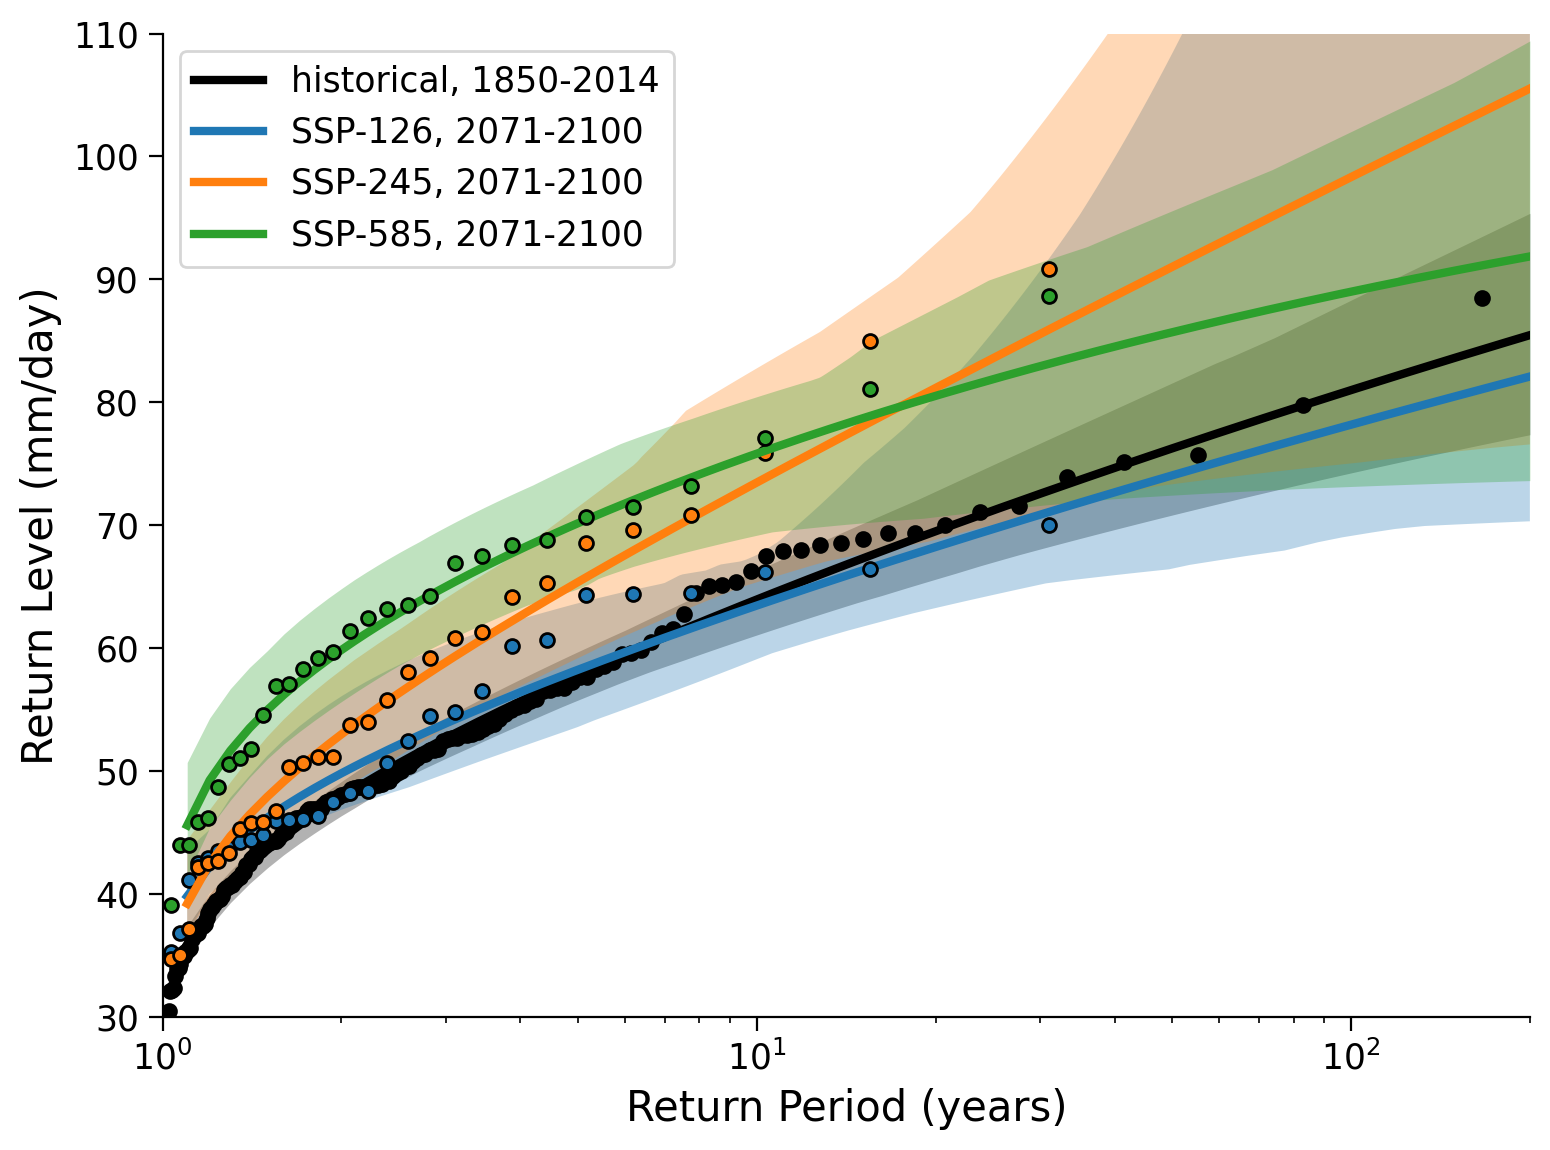 110
100
90
80
70
60
50
40
30
Return Level (mm/day)
historical, 1850-2014
SSP-126, 2071-2100
SSP-245, 2071-2100
SSP-585, 2071-2100
10⁰
10¹
10²
Return Period (years)